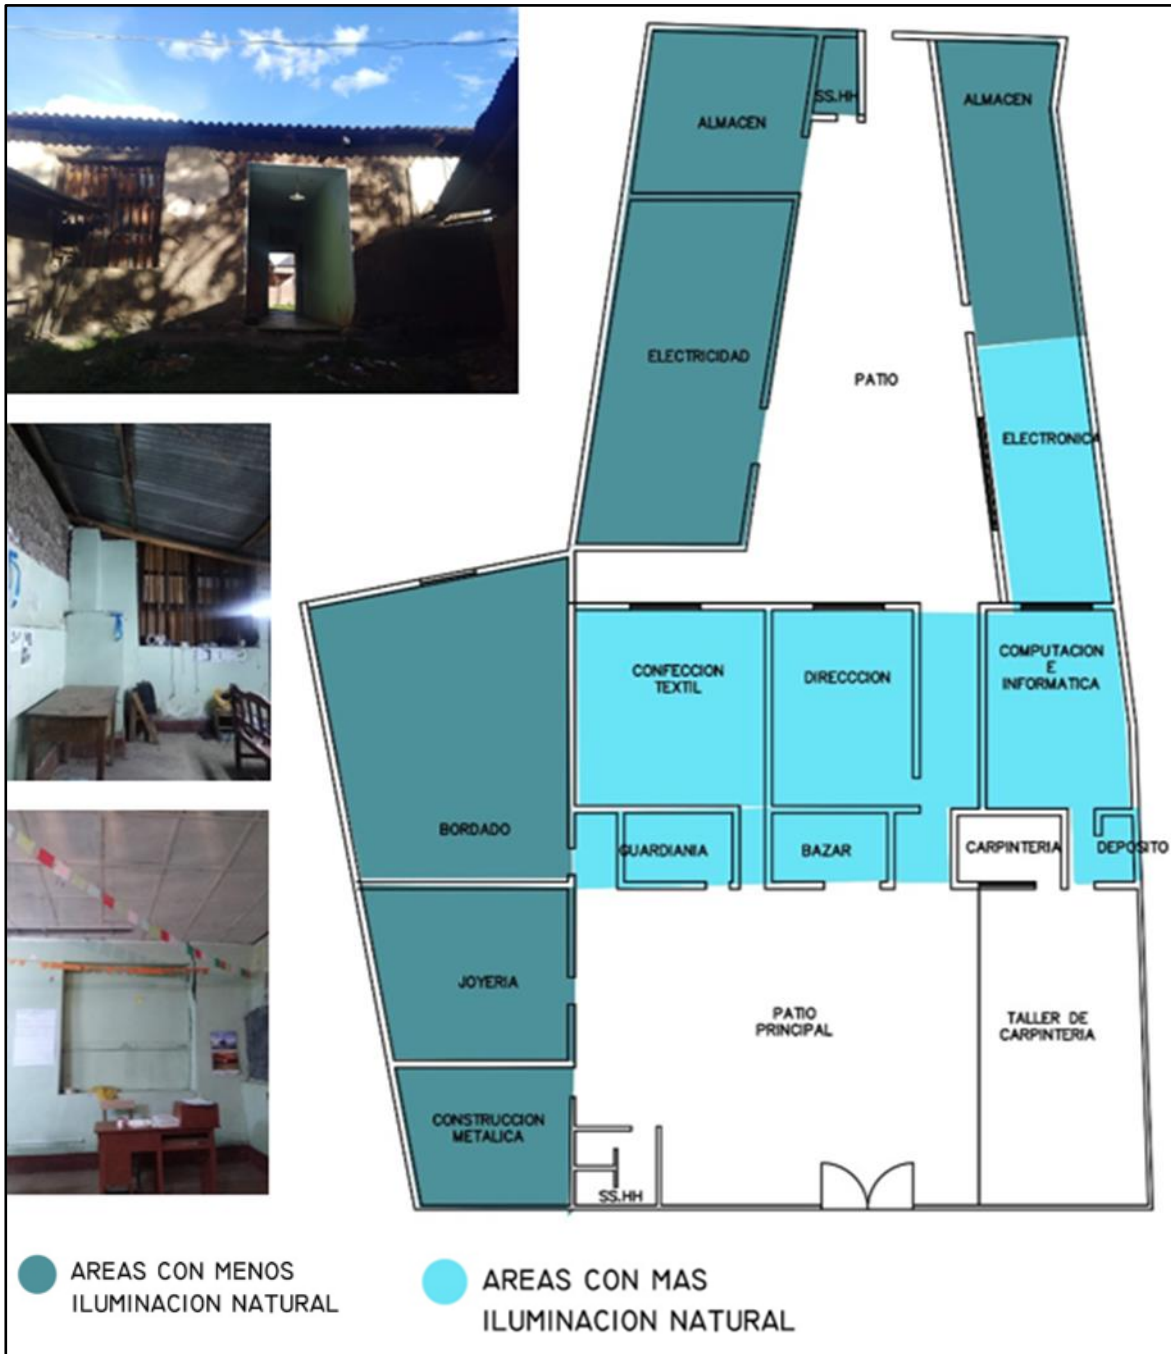 SS.HH
ALMACEN
ALMACEN
ELECTRICIDAD
PATIO
ELECTRONICA
CONFECCION
TEXTIL
DIRECCCION
COMPUTACION
E
INFORMATICA
BORDADO
GUARDIANIA
BAZAR
CARPINTERIA
DEPOSITO
JOYERIA
PATIO
PRINCIPAL
TALLER DE
CARPINTERIA
CONSTRUCCION
METALICA
SS.HH
AREAS CON MENOS
ILUMINACION NATURAL
AREAS CON MAS
ILUMINACION NATURAL